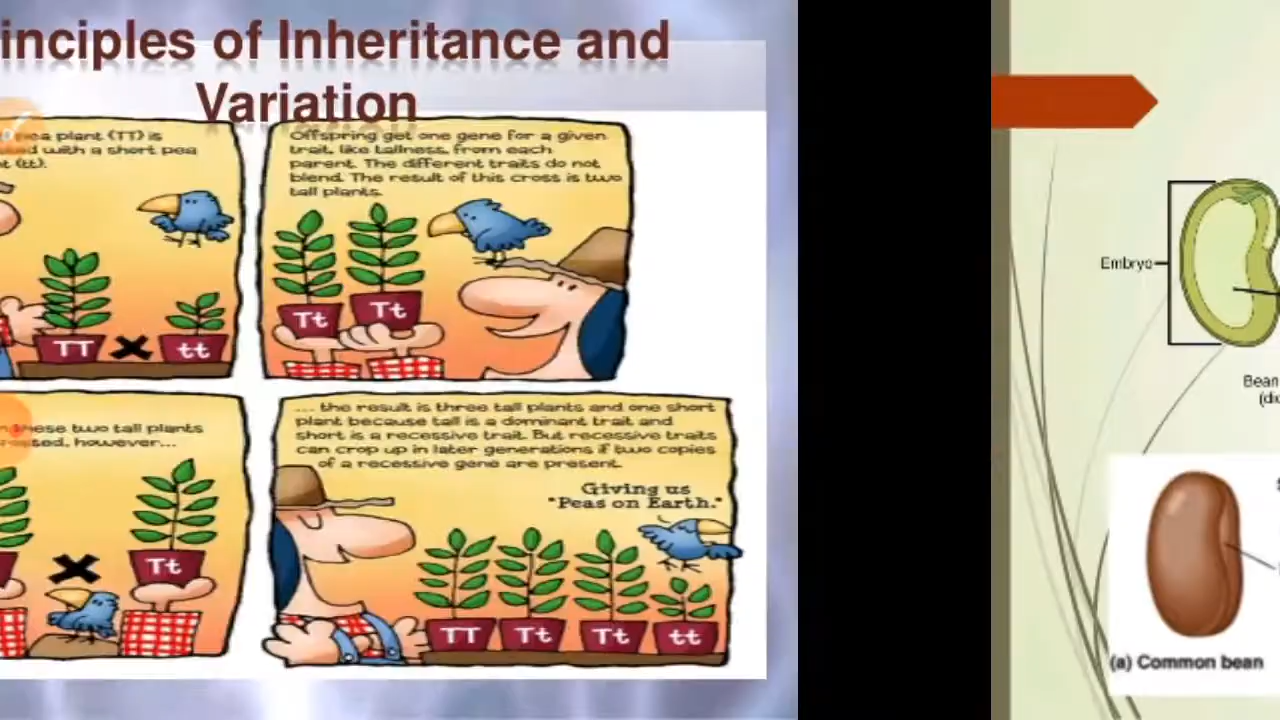 inciples of Inheritance and
Variation
pea plant (TT) is
ed with a short pea
t (tt).
Offspring get one gene for a given
trait, like tallness, from each
parent. The different traits do not
blend. The result of this cross is two
tall plants.
TT
tt
Tt
Tt
these two tall plants
rossed, however...
Tt
... the result is three tall plants and one short
plant because tall is a dominant trait and
short is a recessive trait. But recessive traits
can crop up in later generations if two copies
of a recessive gene are present.
Giving us
"Peas on Earth."
TT
Tt
Tt
tt
Embryo
Bean
(dic
(a) Common bean